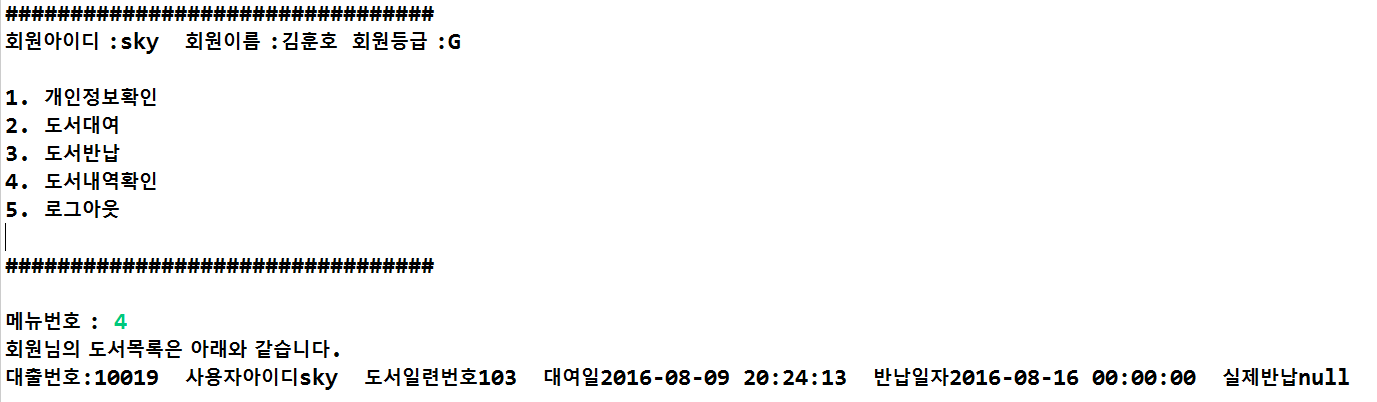 #################################
회원아이디 :sky  회원이름 :김훈호 회원등급 :G
1. 개인정보확인
2. 도서대여
3. 도서반납
4. 도서내역확인
5. 로그아웃
#################################
메뉴번호 : 4
회원님의 도서목록은 아래와 같습니다.
대출번호:10019  사용자아이디sky  도서일련번호103  대여일2016-08-09 20:24:13  반납일자2016-08-16 00:00:00  실제반납null